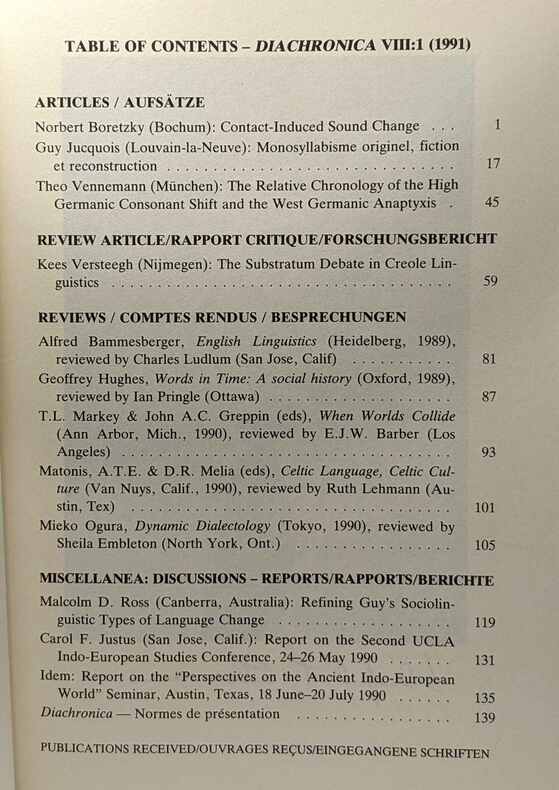 TABLE OF CONTENTS – DIACHRONICA VIII:1 (1991)
ARTICLES / AUFSÄTZE
Norbert Boretzky (Bochum): Contact-Induced Sound Change . . . 1
Guy Jucquois (Louvain-la-Neuve): Monosyllabisme originel, fiction
et reconstruction . . . . . . . . . . . . . . . . . . . . . . . . . . . . . . 17
Theo Vennemann (München): The Relative Chronology of the High
Germanic Consonant Shift and the West Germanic Anaptyxis . 45
REVIEW ARTICLE/RAPPORT CRITIQUE/FORSCHUNGSBERICHT
Kees Versteegh (Nijmegen): The Substratum Debate in Creole Lin-
guistics . . . . . . . . . . . . . . . . . . . . . . . . . . . . . . . . . . . 59
REVIEWS / COMPTES RENDUS / BESPRECHUNGEN
Alfred Bammesberger, English Linguistics (Heidelberg, 1989),
reviewed by Charles Ludlum (San Jose, Calif) . . . . . . . . . . . 81
Geoffrey Hughes, Words in Time: A social history (Oxford, 1989),
reviewed by Ian Pringle (Ottawa) . . . . . . . . . . . . . . . . . . . 87
T.L. Markey & John A.C. Greppin (eds), When Worlds Collide
(Ann Arbor, Mich., 1990), reviewed by E.J.W. Barber (Los
Angeles) . . . . . . . . . . . . . . . . . . . . . . . . . . . . . . . . . . 93
Matonis, A.T.E. & D.R. Melia (eds), Celtic Language, Celtic Cul-
ture (Van Nuys, Calif., 1990), reviewed by Ruth Lehmann (Au-
stin, Tex) . . . . . . . . . . . . . . . . . . . . . . . . . . . . . . . . . 101
Mieko Ogura, Dynamic Dialectology (Tokyo, 1990), reviewed by
Sheila Embleton (North York, Ont.) . . . . . . . . . . . . . . . . 105
MISCELLANEA: DISCUSSIONS – REPORTS/RAPPORTS/BERICHTE
Malcolm D. Ross (Canberra, Australia): Refining Guy's Sociolin-
guistic Types of Language Change . . . . . . . . . . . . . . . . . . 119
Carol F. Justus (San Jose, Calif.): Report on the Second UCLA
Indo-European Studies Conference, 24–26 May 1990 . . . . . . . 131
Idem: Report on the "Perspectives on the Ancient Indo-European
World" Seminar, Austin, Texas, 18 June–20 July 1990 . . . . . . 135
Diachronica — Normes de présentation . . . . . . . . . . . . . . . . 139
PUBLICATIONS RECEIVED/OUVRAGES REÇUS/EINGEGANGENE SCHRIFTEN